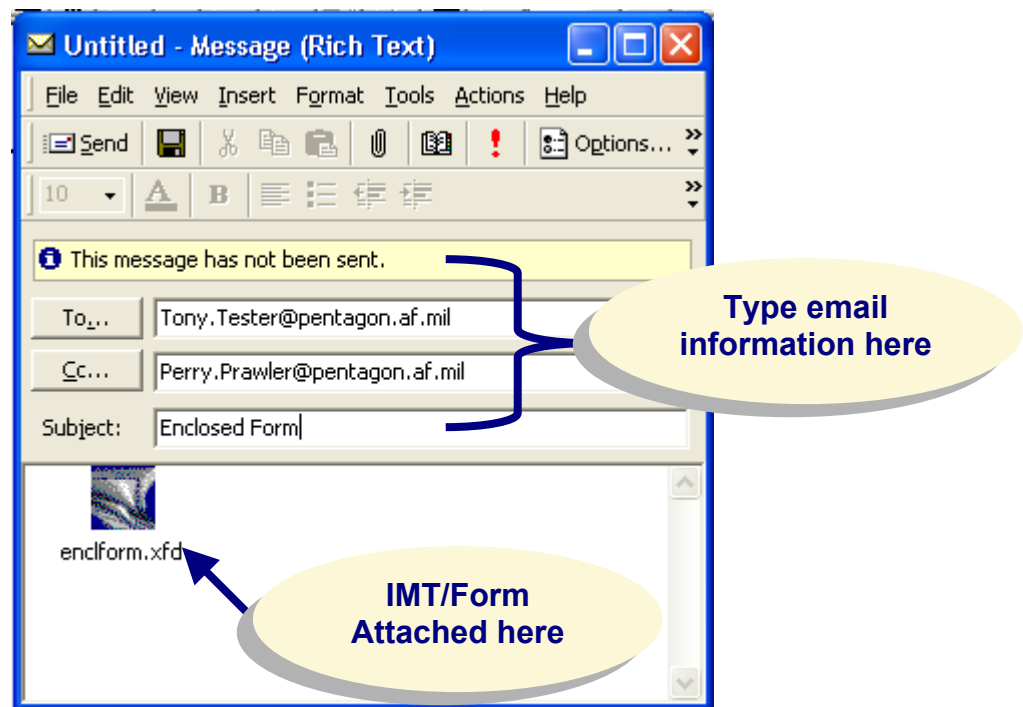 Untitled - Message (Rich Text)
File Edit View Insert Format Tools Actions Help
Send Options...
10 A B
This message has not been sent.
To... Tony.Tester@pentagon.af.mil
Cc... Perry.Prawler@pentagon.af.mil
Subject: Enclosed Form
Type email
information here
enclform.xfd
IMT/Form
Attached here